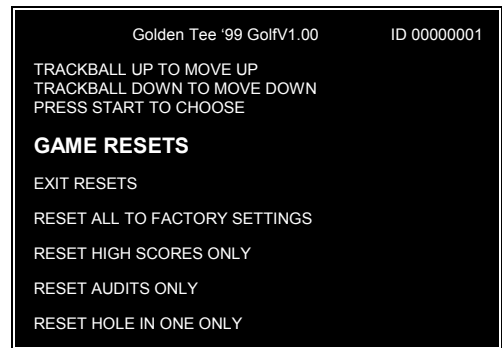 Golden Tee ‘99 GolfV1.00 ID 00000001
TRACKBALL UP TO MOVE UP
TRACKBALL DOWN TO MOVE DOWN
PRESS START TO CHOOSE
GAME RESETS
EXIT RESETS
RESET ALL TO FACTORY SETTINGS
RESET HIGH SCORES ONLY
RESET AUDITS ONLY
RESET HOLE IN ONE ONLY